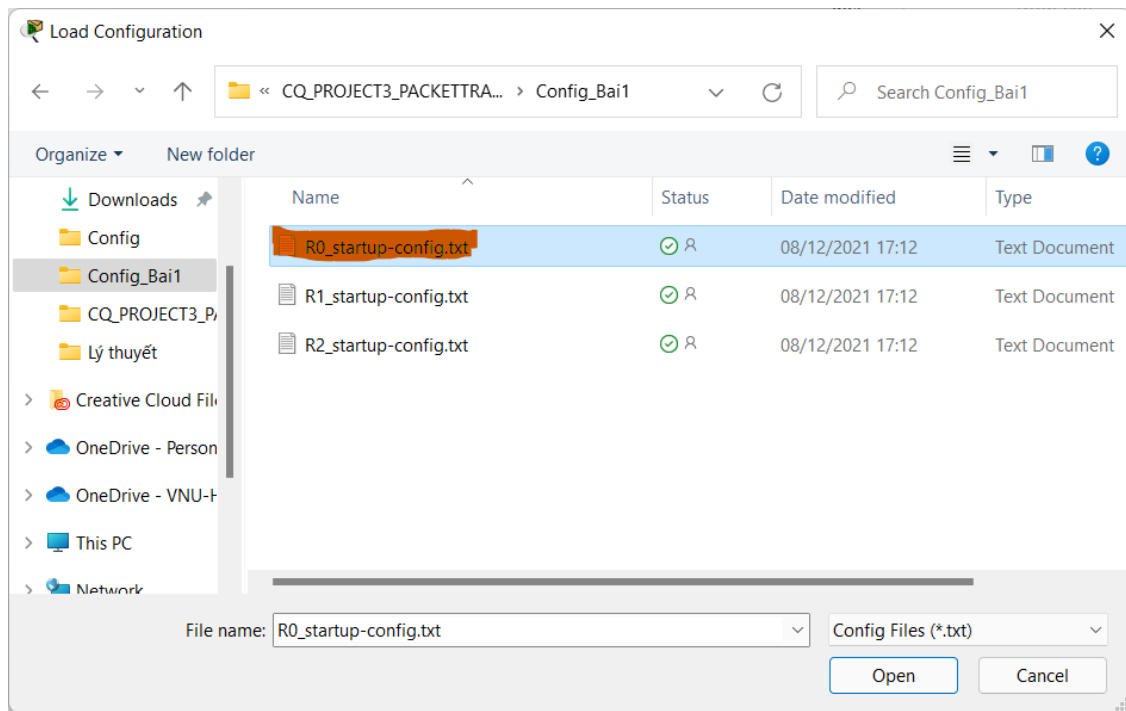 Load Configuration
« CQ_PROJECT3_PACKETTRA... > Config_Bai1
Search Config_Bai1
Organize
New folder
Name
Status
Date modified
Type
R0_startup-config.txt
08/12/2021 17:12
Text Document
R1_startup-config.txt
08/12/2021 17:12
Text Document
R2_startup-config.txt
08/12/2021 17:12
Text Document
Downloads
Config
Config_Bai1
CQ_PROJECT3_P
Lý thuyết
Creative Cloud Fil
OneDrive - Person
OneDrive - VNU-H
This PC
Network
File name:
R0_startup-config.txt
Config Files (*.txt)
Open
Cancel